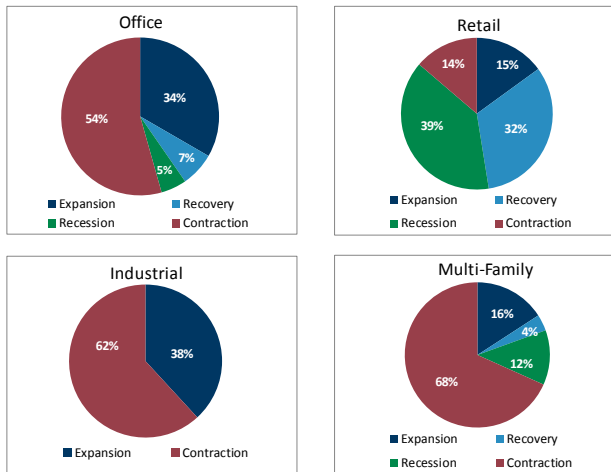 Office
34%
54%
7%
5%
Expansion Recovery
Recession Contraction
Retail
14% 15%
39% 32%
Expansion Recovery
Recession Contraction
Industrial
62% 38%
Expansion Contraction
Multi-Family
16%
4%
12%
68%
Expansion Recovery
Recession Contraction